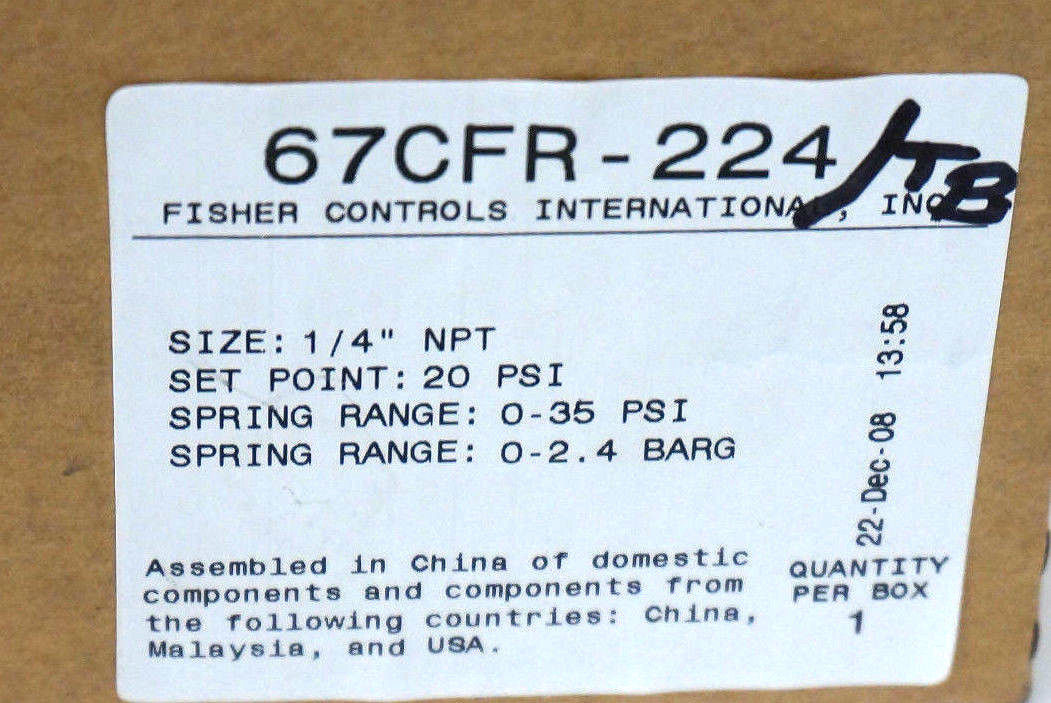 67CFR-224/TB
FISHER CONTROLS INTERNATIONAL, INC
SIZE: 1/4" NPT
SET POINT: 20 PSI
SPRING RANGE: 0-35 PSI
SPRING RANGE: 0-2.4 BARG
22-Dec-08 13:58
Assembled in China of domestic
components and components from
the following countries: China,
Malaysia, and USA.
QUANTITY
PER BOX
1